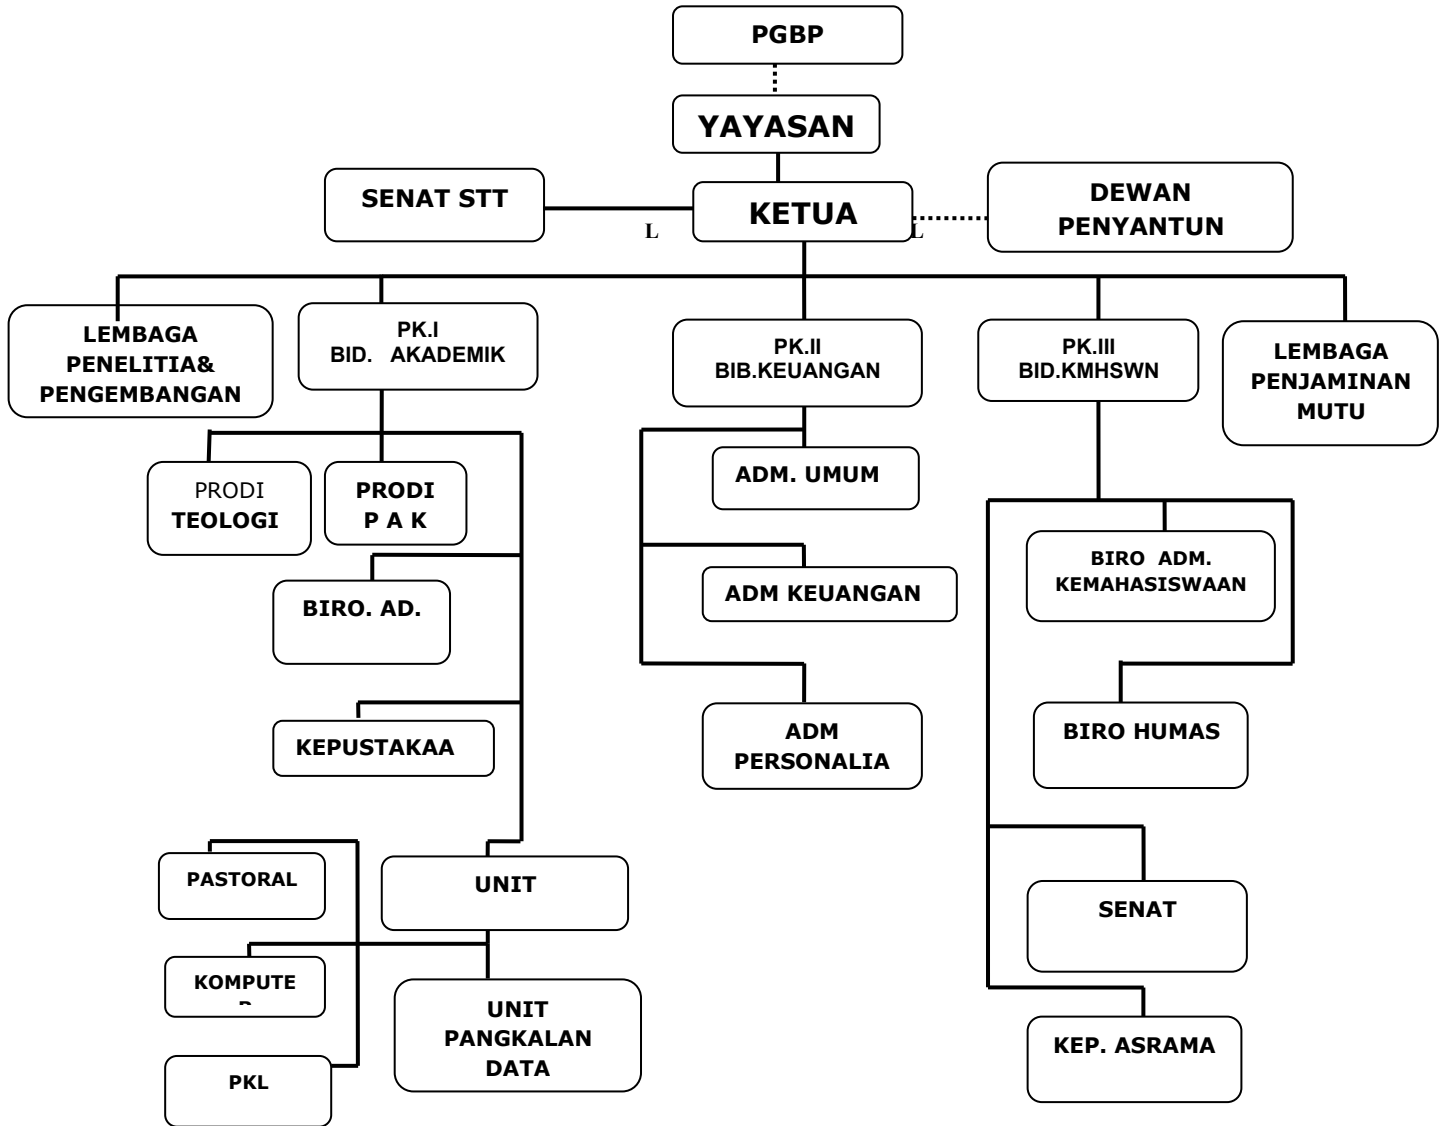 PGBP
YAYASAN
SENAT STT
KETUA
DEWAN
PENYANTUN
L
L
LEMBAGA
PENELITIA&
PENGEMBANGAN
PK.I
BID. AKADEMIK
PK.II
BIB.KEUANGAN
PK.III
BID.KMHSWN
LEMBAGA
PENJAMINAN
MUTU
PRODI
TEOLOGI
PRODI
P A K
ADM. UMUM
BIRO ADM.
KEMAHASISWAAN
BIRO. AD.
ADM KEUANGAN
KEPUSTAKAA
ADM
PERSONALIA
BIRO HUMAS
PASTORAL
UNIT
SENAT
KOMPUTE
UNIT
PANGKALAN
DATA
KEP. ASRAMA
PKL